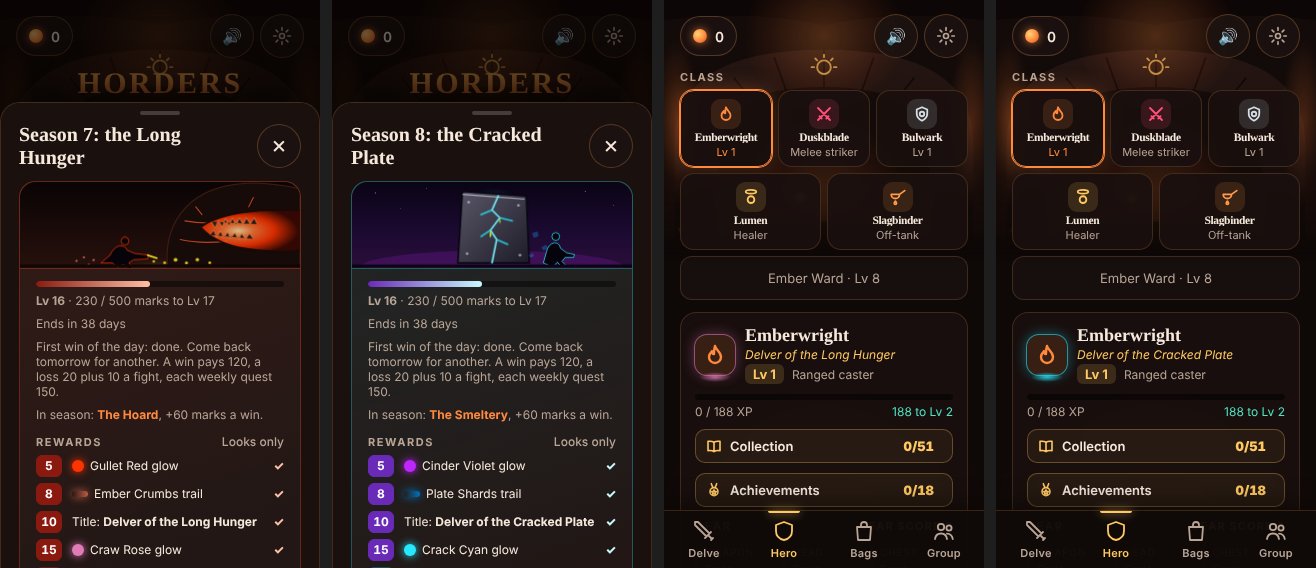 0
HORDERS
Season 7: the Long
Hunger
Lv 16 · 230 / 500 marks to Lv 17
Ends in 38 days
First win of the day: done. Come back
tomorrow for another. A win pays 120, a
loss 20 plus 10 a fight, each weekly quest
150.
In season: The Hoard, +60 marks a win.
REWARDS Looks only
5 Gullet Red glow
8 Ember Crumbs trail
10 Title: Delver of the Long Hunger
15 Craw Rose glow
0
HORDERS
Season 8: the Cracked
Plate
Lv 16 · 230 / 500 marks to Lv 17
Ends in 38 days
First win of the day: done. Come back
tomorrow for another. A win pays 120, a
loss 20 plus 10 a fight, each weekly quest
150.
In season: The Smeltery, +60 marks a win.
REWARDS Looks only
5 Cinder Violet glow
8 Plate Shards trail
10 Title: Delver of the Cracked Plate
15 Crack Cyan glow
0
CLASS
Emberwright Duskblade Bulwark
Lv 1 Melee striker Lv 1
Lumen Slagbinder
Healer Off-tank
Ember Ward · Lv 8
Emberwright
Delver of the Long Hunger
Lv 1 Ranged caster
0 / 188 XP 188 to Lv 2
Collection 0/51
Achievements 0/18
Delve Hero Bags Group
0
CLASS
Emberwright Duskblade Bulwark
Lv 1 Melee striker Lv 1
Lumen Slagbinder
Healer Off-tank
Ember Ward · Lv 8
Emberwright
Delver of the Cracked Plate
Lv 1 Ranged caster
0 / 188 XP 188 to Lv 2
Collection 0/51
Achievements 0/18
Delve Hero Bags Group